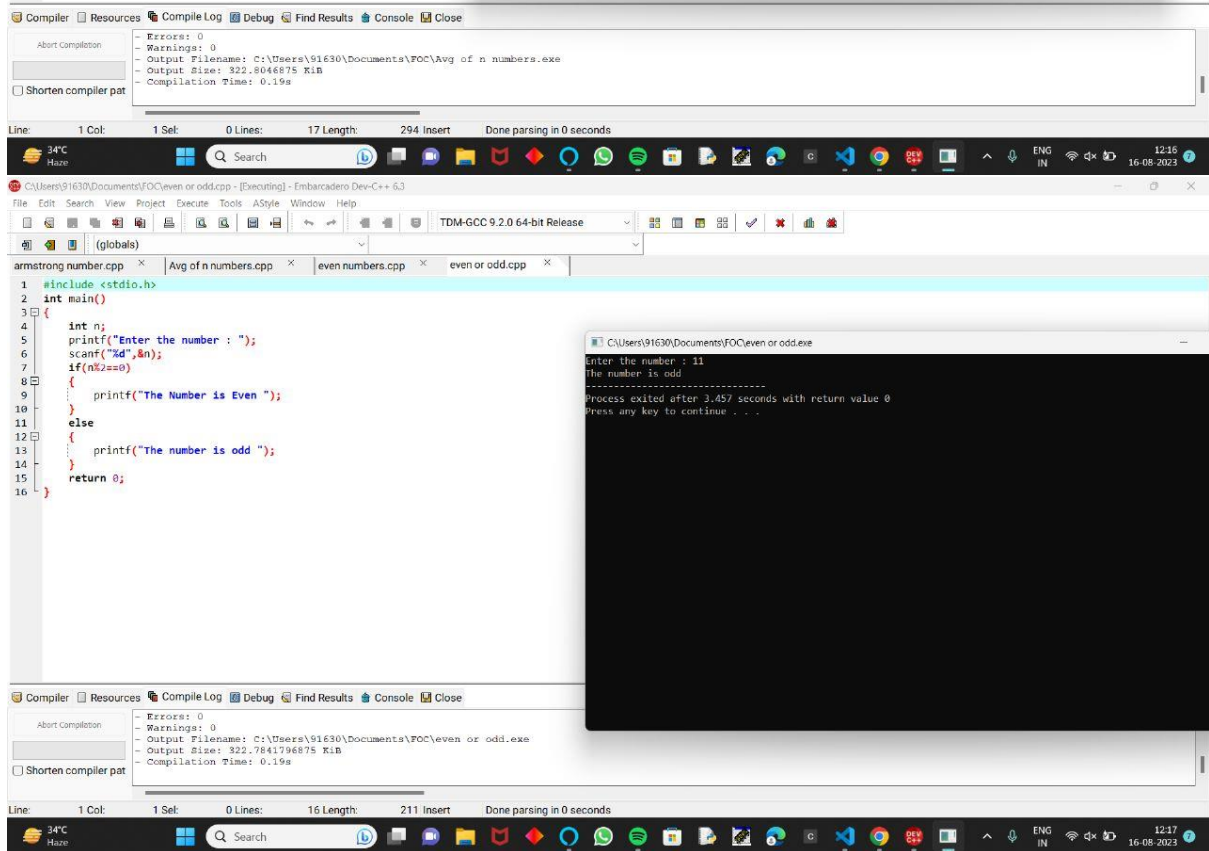 Compiler Resources Compile Log Debug Find Results Console Close
Abort Compilation
- Errors: 0
- Warnings: 0
- Output Filename: C:\Users\91630\Documents\FOC\Avg of n numbers.exe
- Output Size: 322.8046875 KiB
- Compilation Time: 0.19s
Shorten compiler pat
Line: 1 Col: 1 Sel: 0 Lines: 17 Length: 294 Insert Done parsing in 0 seconds
34°C
Haze
Search
ENG
IN
12:16
16-08-2023
C:\Users\91630\Documents\FOC\even or odd.cpp - [Executing] - Embarcadero Dev-C++ 6.3
File Edit Search View Project Execute Tools AStyle Window Help
TDM-GCC 9.2.0 64-bit Release
(globals)
armstrong number.cpp Avg of n numbers.cpp even numbers.cpp even or odd.cpp
1 #include <stdio.h>
2 int main()
3 {
4 int n;
5 printf("Enter the number : ");
6 scanf("%d",&n);
7 if(n%2==0)
8 {
9 printf("The Number is Even ");
10 }
11 else
12 {
13 printf("The number is odd ");
14 }
15 return 0;
16 }
C:\Users\91630\Documents\FOC\even or odd.exe
Enter the number : 11
The number is odd
--------------------------------
Process exited after 3.457 seconds with return value 0
Press any key to continue . . .
Compiler Resources Compile Log Debug Find Results Console Close
Abort Compilation
- Errors: 0
- Warnings: 0
- Output Filename: C:\Users\91630\Documents\FOC\even or odd.exe
- Output Size: 322.7841796875 KiB
- Compilation Time: 0.19s
Shorten compiler pat
Line: 1 Col: 1 Sel: 0 Lines: 16 Length: 211 Insert Done parsing in 0 seconds
34°C
Haze
Search
ENG
IN
12:17
16-08-2023